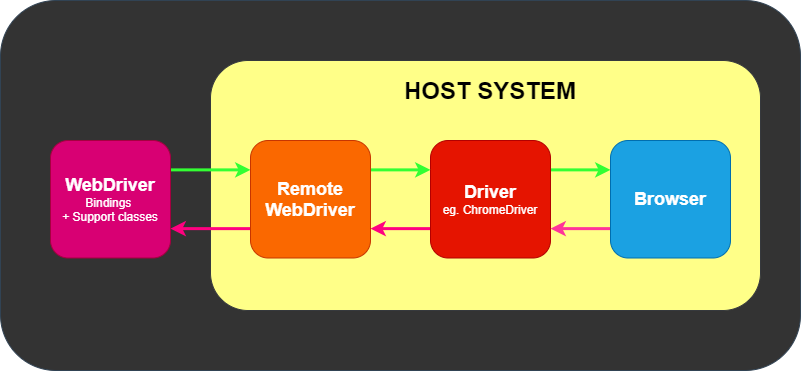 HOST SYSTEM
WebDriver
Bindings
+ Support classes
Remote
WebDriver
Driver
eg. ChromeDriver
Browser